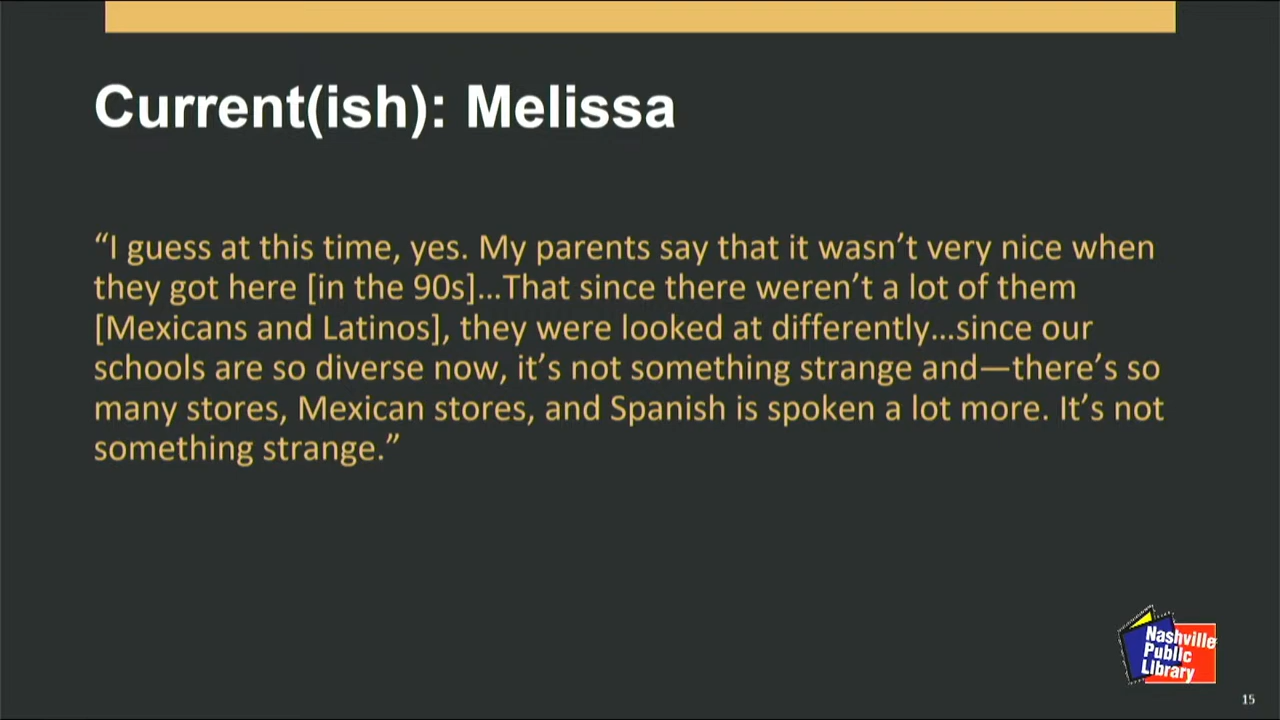 Current(ish): Melissa
“I guess at this time, yes. My parents say that it wasn’t very nice when
they got here [in the 90s]…That since there weren’t a lot of them
[Mexicans and Latinos], they were looked at differently…since our
schools are so diverse now, it’s not something strange and—there’s so
many stores, Mexican stores, and Spanish is spoken a lot more. It’s not
something strange.”
Nashville
Public
Library
15